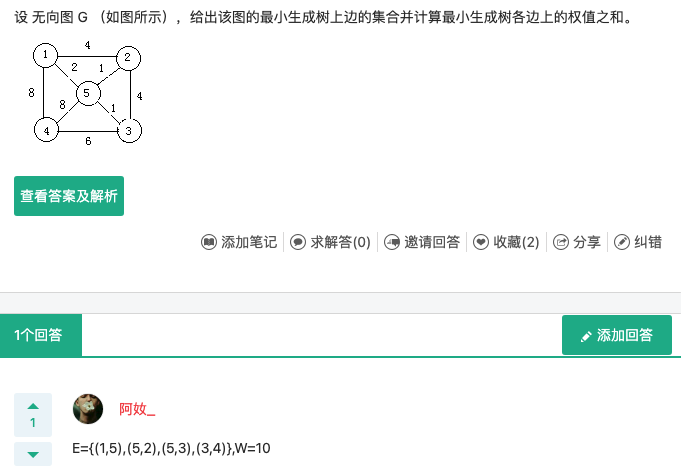 设 无向图 G （如图所示），给出该图的最小生成树上边的集合并计算最小生成树各边上的权值之和。
4
1
2
2
1
8
5
4
8
1
4
3
6
查看答案及解析
添加笔记
求解答(0)
邀请回答
收藏(2)
分享
纠错
1个回答
添加回答
阿奻_
1
E={(1,5),(5,2),(5,3),(3,4)},W=10